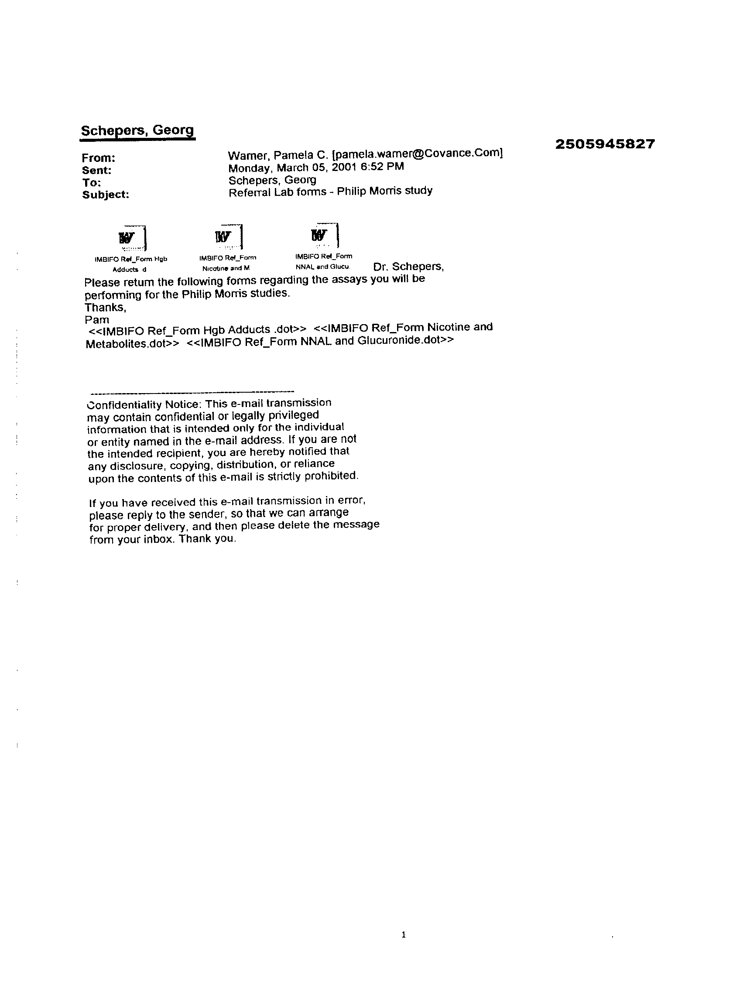 Schepers, Georg
2505945827
From: Warner, Pamela C. [pamela.warner@Covance.Com]
Sent: Monday, March 05, 2001 6:52 PM
To: Schepers, Georg
Subject: Referral Lab forms - Philip Morris study
W W W
IMBIFO Ref_Form Hgb IMBIFO Ref_Form IMBIFO Ref_Form
Adducts d Nicotine and M NNAL and Glucu Dr. Schepers,
Please return the following forms regarding the assays you will be
performing for the Philip Morris studies.
Thanks,
Pam
<<IMBIFO Ref_Form Hgb Adducts .dot>> <<IMBIFO Ref_Form Nicotine and
Metabolites.dot>> <<IMBIFO Ref_Form NNAL and Glucuronide.dot>>
Confidentiality Notice: This e-mail transmission
may contain confidential or legally privileged
information that is intended only for the individual
or entity named in the e-mail address. If you are not
the intended recipient, you are hereby notified that
any disclosure, copying, distribution, or reliance
upon the contents of this e-mail is strictly prohibited.
If you have received this e-mail transmission in error,
please reply to the sender, so that we can arrange
for proper delivery, and then please delete the message
from your inbox. Thank you.
1